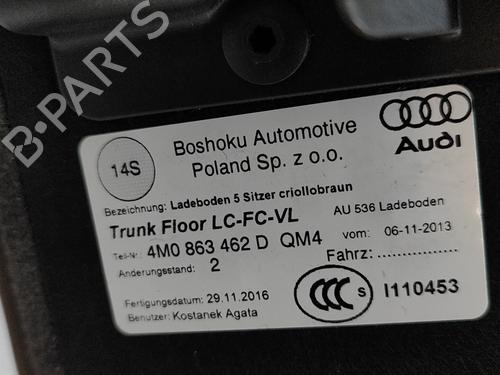 B-PARTS
14S
Boshoku Automotive
Poland Sp. z o.o.
Audi
Bezeichnung: Ladeboden 5 Sitzer criollobraun
Trunk Floor LC-FC-VL
AU 536 Ladeboden
Teil-Nr.: 4M0 863 462 D QM4
vom: 06-11-2013
Änderungsstand: 2
Fahrz:................
Fertigungsdatum: 29.11.2016
Benutzer: Kostanek Agata
CCC S
I110453